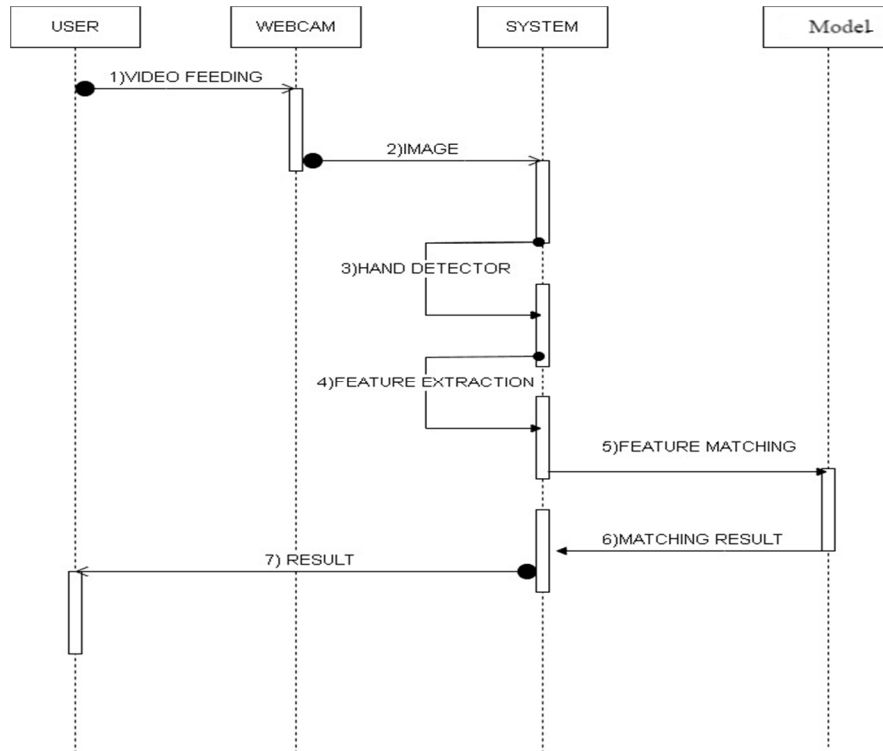 USER
WEBCAM
SYSTEM
Model
1)VIDEO FEEDING
2)IMAGE
3)HAND DETECTOR
4)FEATURE EXTRACTION
5)FEATURE MATCHING
6)MATCHING RESULT
7) RESULT